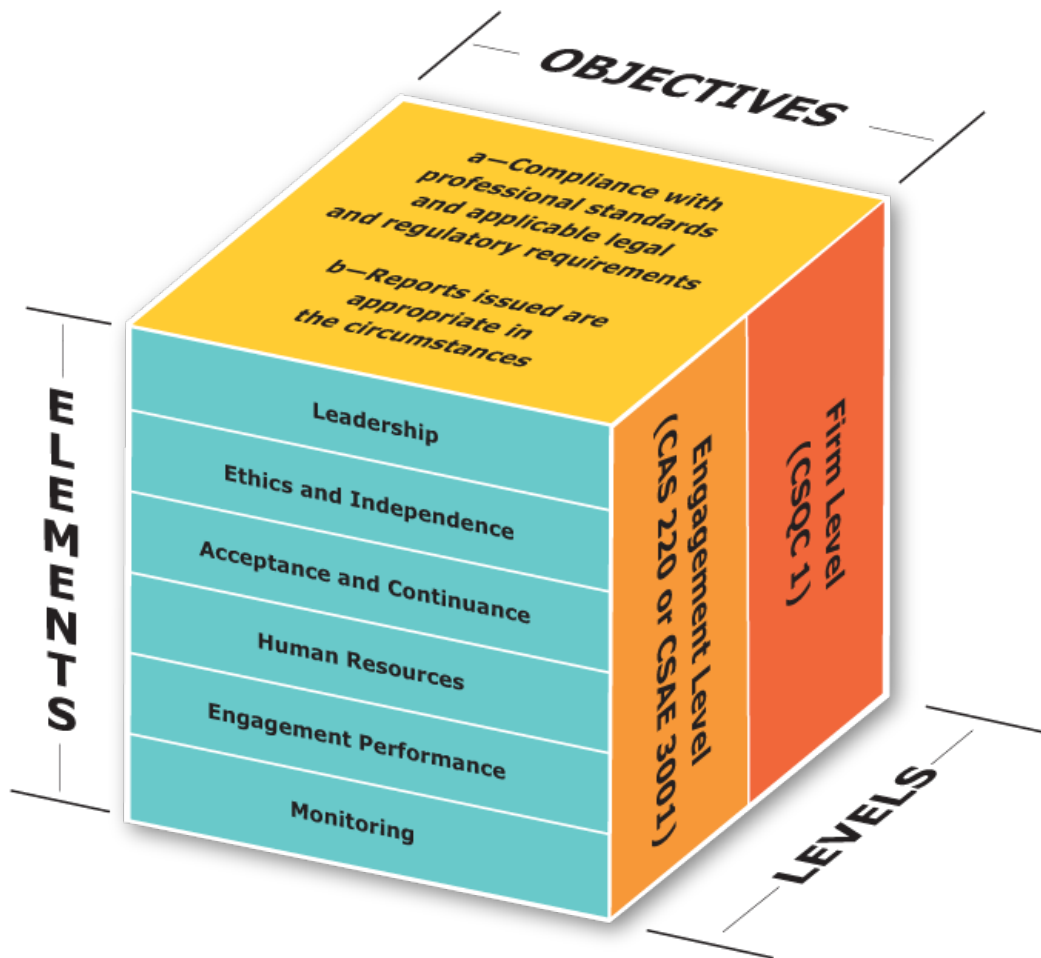 OBJECTIVES
a—Compliance with
professional standards
and applicable legal
and regulatory requirements
b—Reports issued are
appropriate in
the circumstances
ELEMENTS
Leadership
Ethics and Independence
Acceptance and Continuance
Human Resources
Engagement Performance
Monitoring
Engagement Level
(CAS 220 or CSAE 3001)
Firm Level
(CSQC 1)
LEVELS